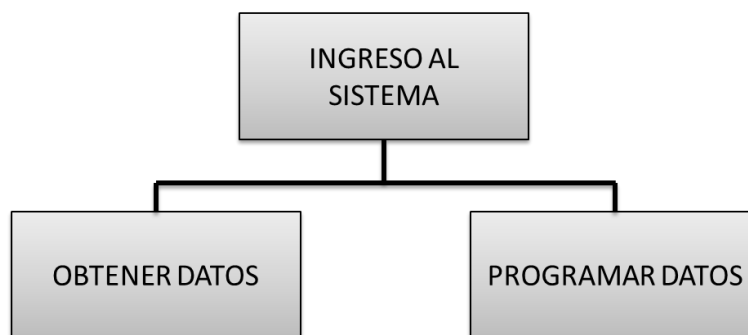 INGRESO AL
SISTEMA
OBTENER DATOS
PROGRAMAR DATOS